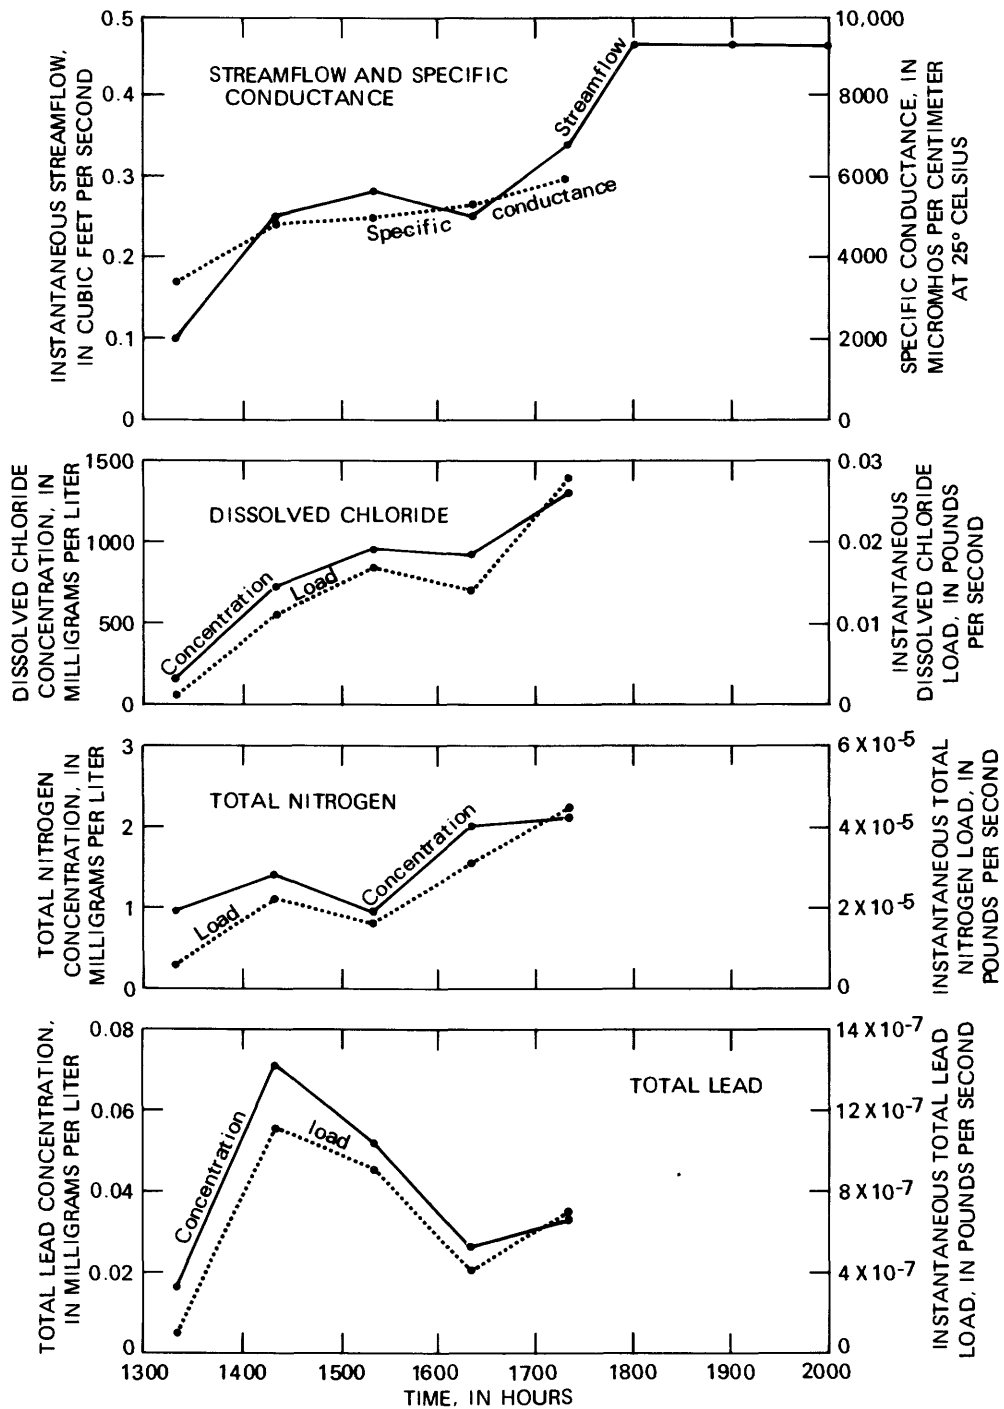 STREAMFLOW AND SPECIFIC
CONDUCTANCE
INSTANTANEOUS STREAMFLOW,
IN CUBIC FEET PER SECOND
0.5
0.4
0.3
0.2
0.1
0
Streamflow
Specific conductance
10,000
8000
6000
4000
2000
0
SPECIFIC CONDUCTANCE, IN
MICROMHOS PER CENTIMETER
AT 25° CELSIUS
1300
1400
1500
1600
1700
1800
1900
2000
DISSOLVED CHLORIDE
CONCENTRATION, IN
MILLIGRAMS PER LITER
1500
1000
500
0
DISSOLVED CHLORIDE
Concentration
Load
0.03
0.02
0.01
0
INSTANTANEOUS
DISSOLVED CHLORIDE
LOAD, IN POUNDS
PER SECOND
TOTAL NITROGEN
CONCENTRATION, IN
MILLIGRAMS PER LITER
3
2
1
0
TOTAL NITROGEN
Load
Concentration
6 X 10-5
4 X 10-5
2 X 10-5
0
INSTANTANEOUS TOTAL
NITROGEN LOAD, IN
POUNDS PER SECOND
TOTAL LEAD CONCENTRATION,
IN MILLIGRAMS PER LITER
0.08
0.06
0.04
0.02
0
TOTAL LEAD
Concentration
load
14 X 10-7
12 X 10-7
8 X 10-7
4 X 10-7
0
INSTANTANEOUS TOTAL LEAD
LOAD, IN POUNDS PER SECOND
1300
1400
1500
1600
1700
1800
1900
2000
TIME, IN HOURS